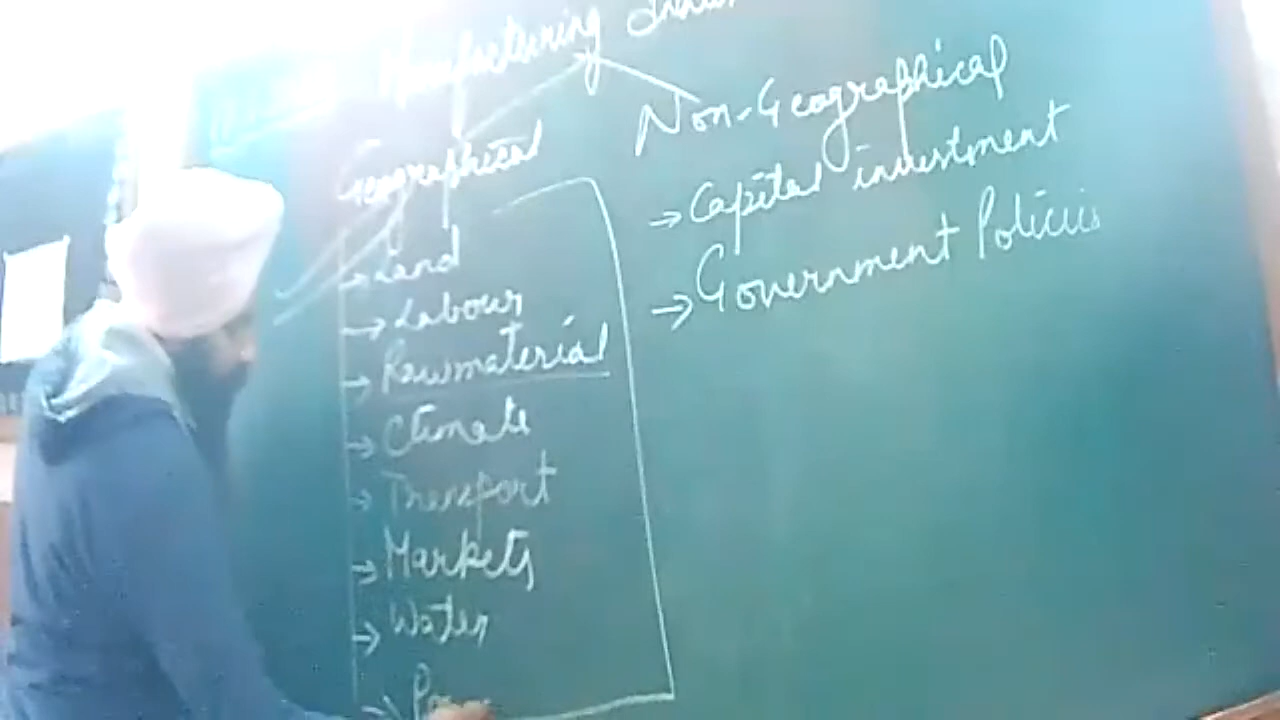 Manufacturing
Geographical
→ Land
→ Labour
→ Rawmaterial
→ Climate
→ Transport
→ Markets
→ Water
Non-Geographical
→ Capital investment
→ Government Policies